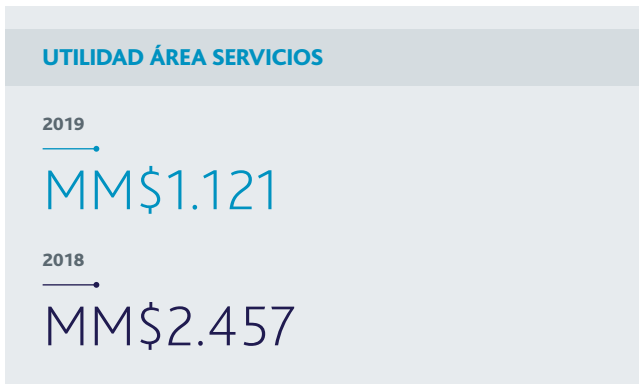 UTILIDAD ÁREA SERVICIOS
2019
MM$1.121
2018
MM$2.457